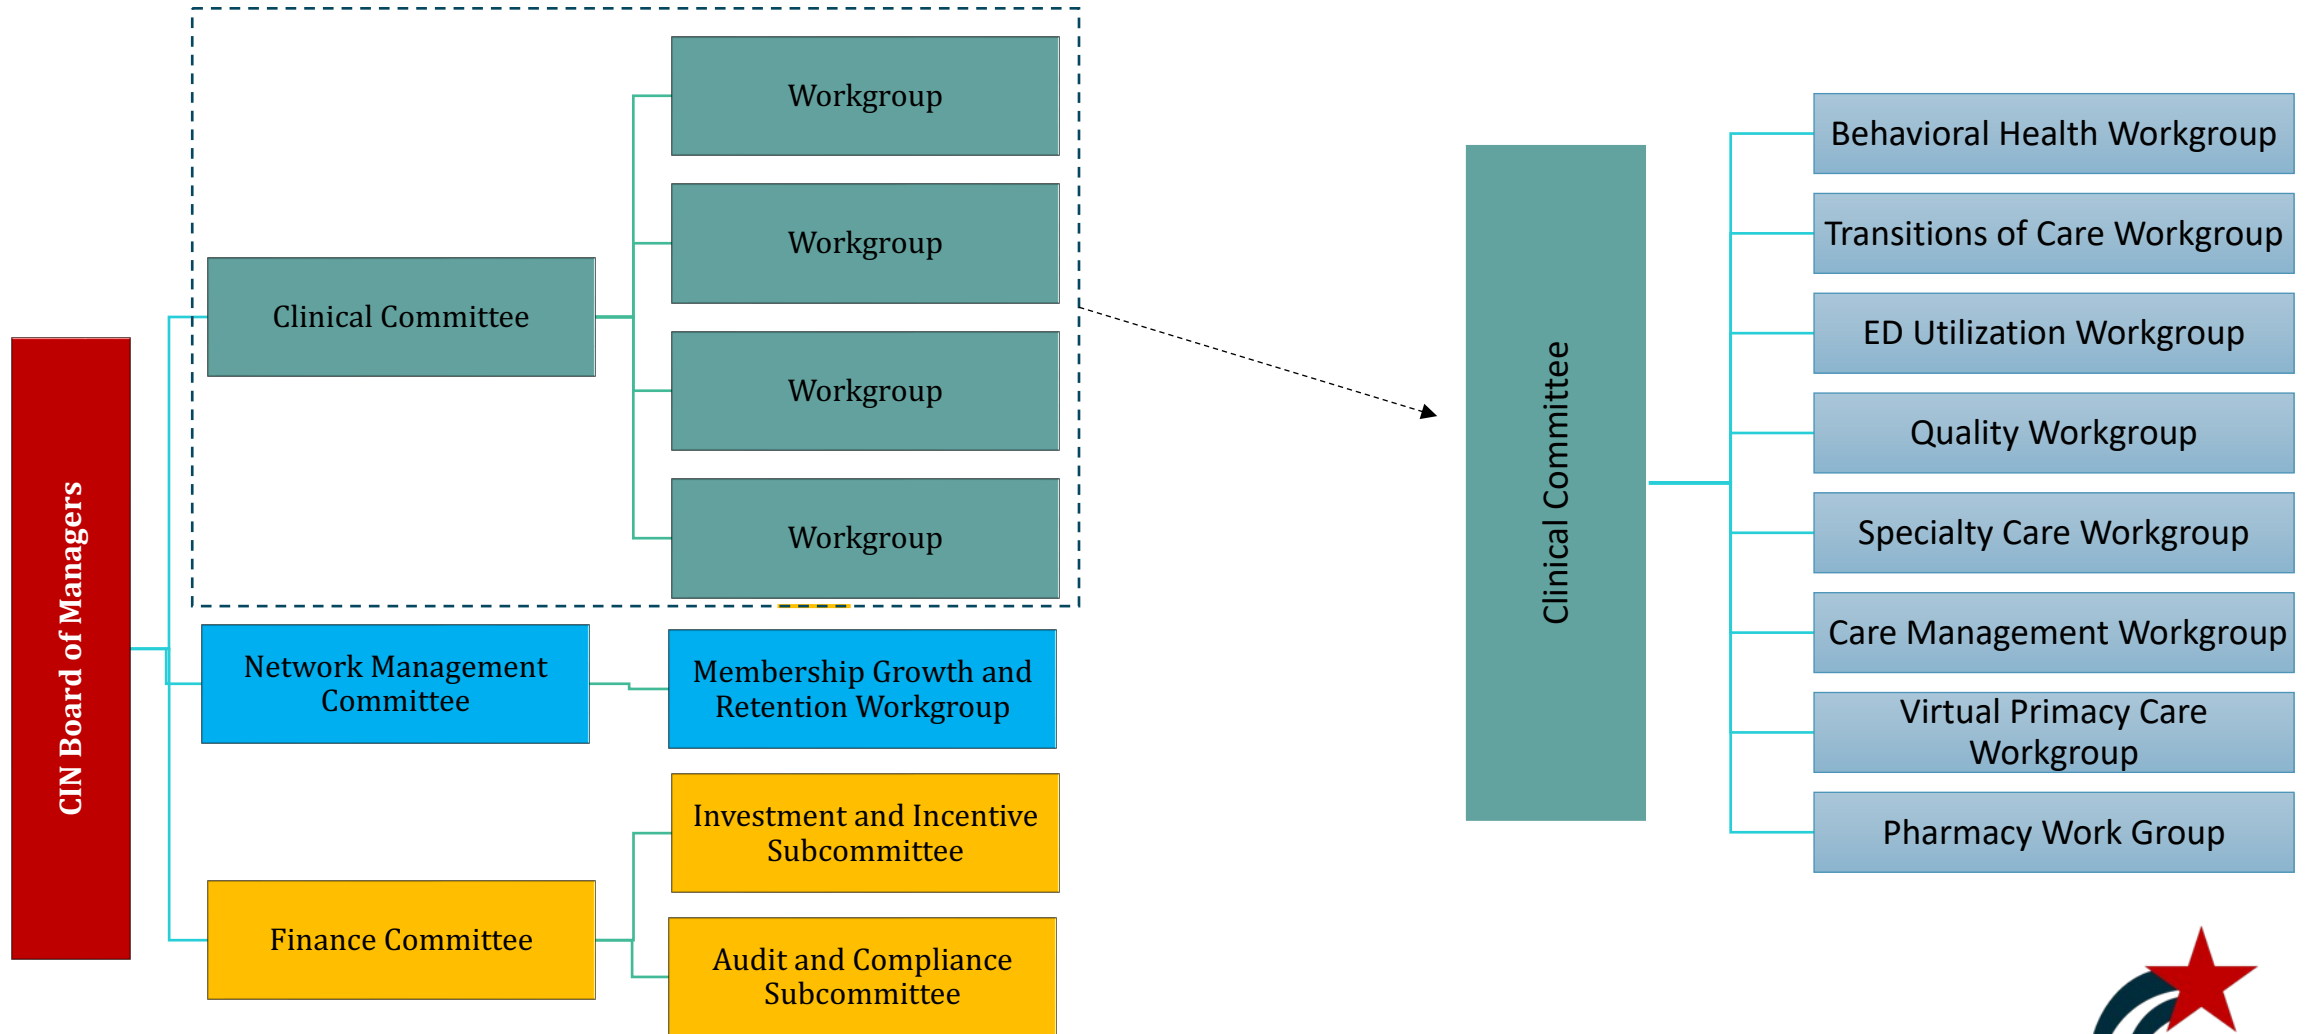 CIN Board of Managers
Clinical Committee
Workgroup
Workgroup
Workgroup
Workgroup
Network Management
Committee
Membership Growth and
Retention Workgroup
Finance Committee
Investment and Incentive
Subcommittee
Audit and Compliance
Subcommittee
Clinical Committee
Behavioral Health Workgroup
Transitions of Care Workgroup
ED Utilization Workgroup
Quality Workgroup
Specialty Care Workgroup
Care Management Workgroup
Virtual Primacy Care
Workgroup
Pharmacy Work Group